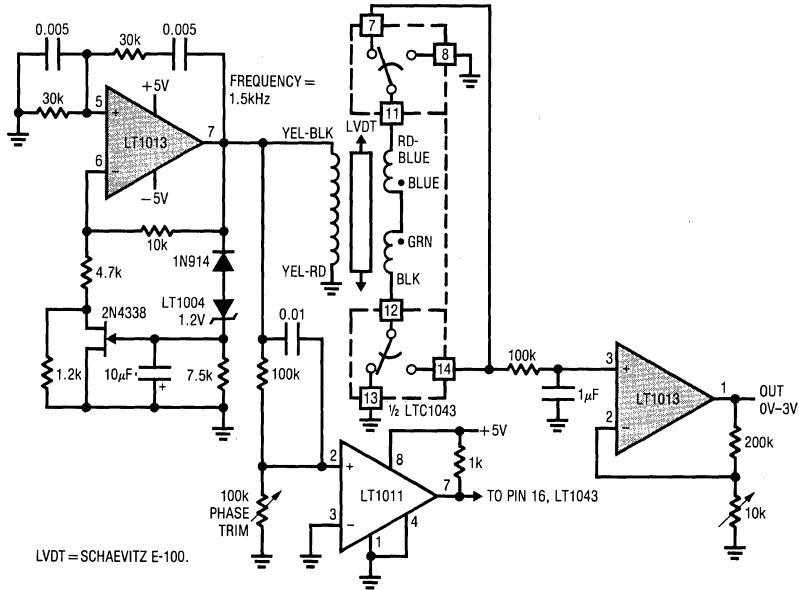 0.005
30k
0.005
30k
5
+
+5V
LT1013
7
6
−
−5V
10k
4.7k
1N914
LT1004
1.2V
2N4338
1.2k
10µF
+
7.5k
FREQUENCY =
1.5kHz
YEL-BLK
YEL-RD
LVDT
7
8
11
RD-
BLUE
BLUE
GRN
BLK
12
14
13
½ LTC1043
0.01
100k
100k
PHASE
TRIM
2
+
3
−
LT1011
8
+5V
1k
7
4
1
TO PIN 16, LT1043
100k
1µF
3
+
LT1013
2
−
1
OUT
0V–3V
200k
10k
LVDT = SCHAEVITZ E-100.